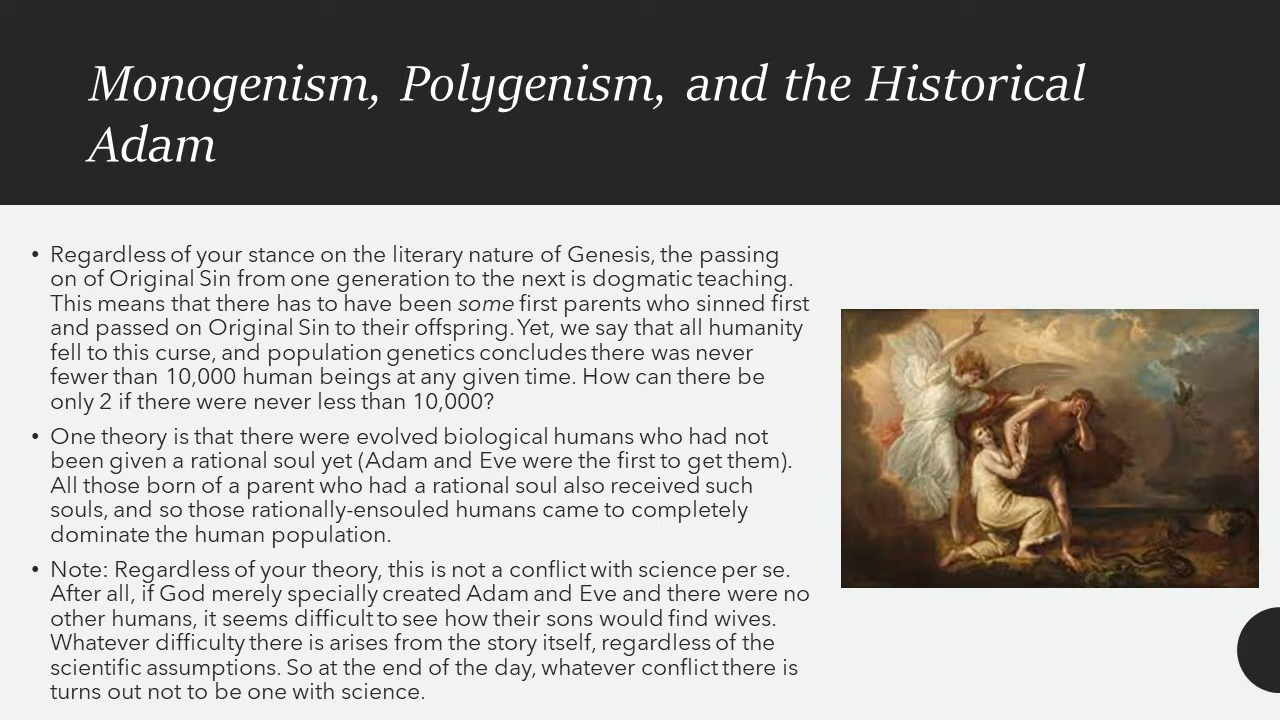 Monogenism, Polygenism, and the Historical
Adam
• Regardless of your stance on the literary nature of Genesis, the passing
on of Original Sin from one generation to the next is dogmatic teaching.
This means that there has to have been some first parents who sinned first
and passed on Original Sin to their offspring. Yet, we say that all humanity
fell to this curse, and population genetics concludes there was never
fewer than 10,000 human beings at any given time. How can there be
only 2 if there were never less than 10,000?
• One theory is that there were evolved biological humans who had not
been given a rational soul yet (Adam and Eve were the first to get them).
All those born of a parent who had a rational soul also received such
souls, and so those rationally-ensouled humans came to completely
dominate the human population.
• Note: Regardless of your theory, this is not a conflict with science per se.
After all, if God merely specially created Adam and Eve and there were no
other humans, it seems difficult to see how their sons would find wives.
Whatever difficulty there is arises from the story itself, regardless of the
scientific assumptions. So at the end of the day, whatever conflict there is
turns out not to be one with science.